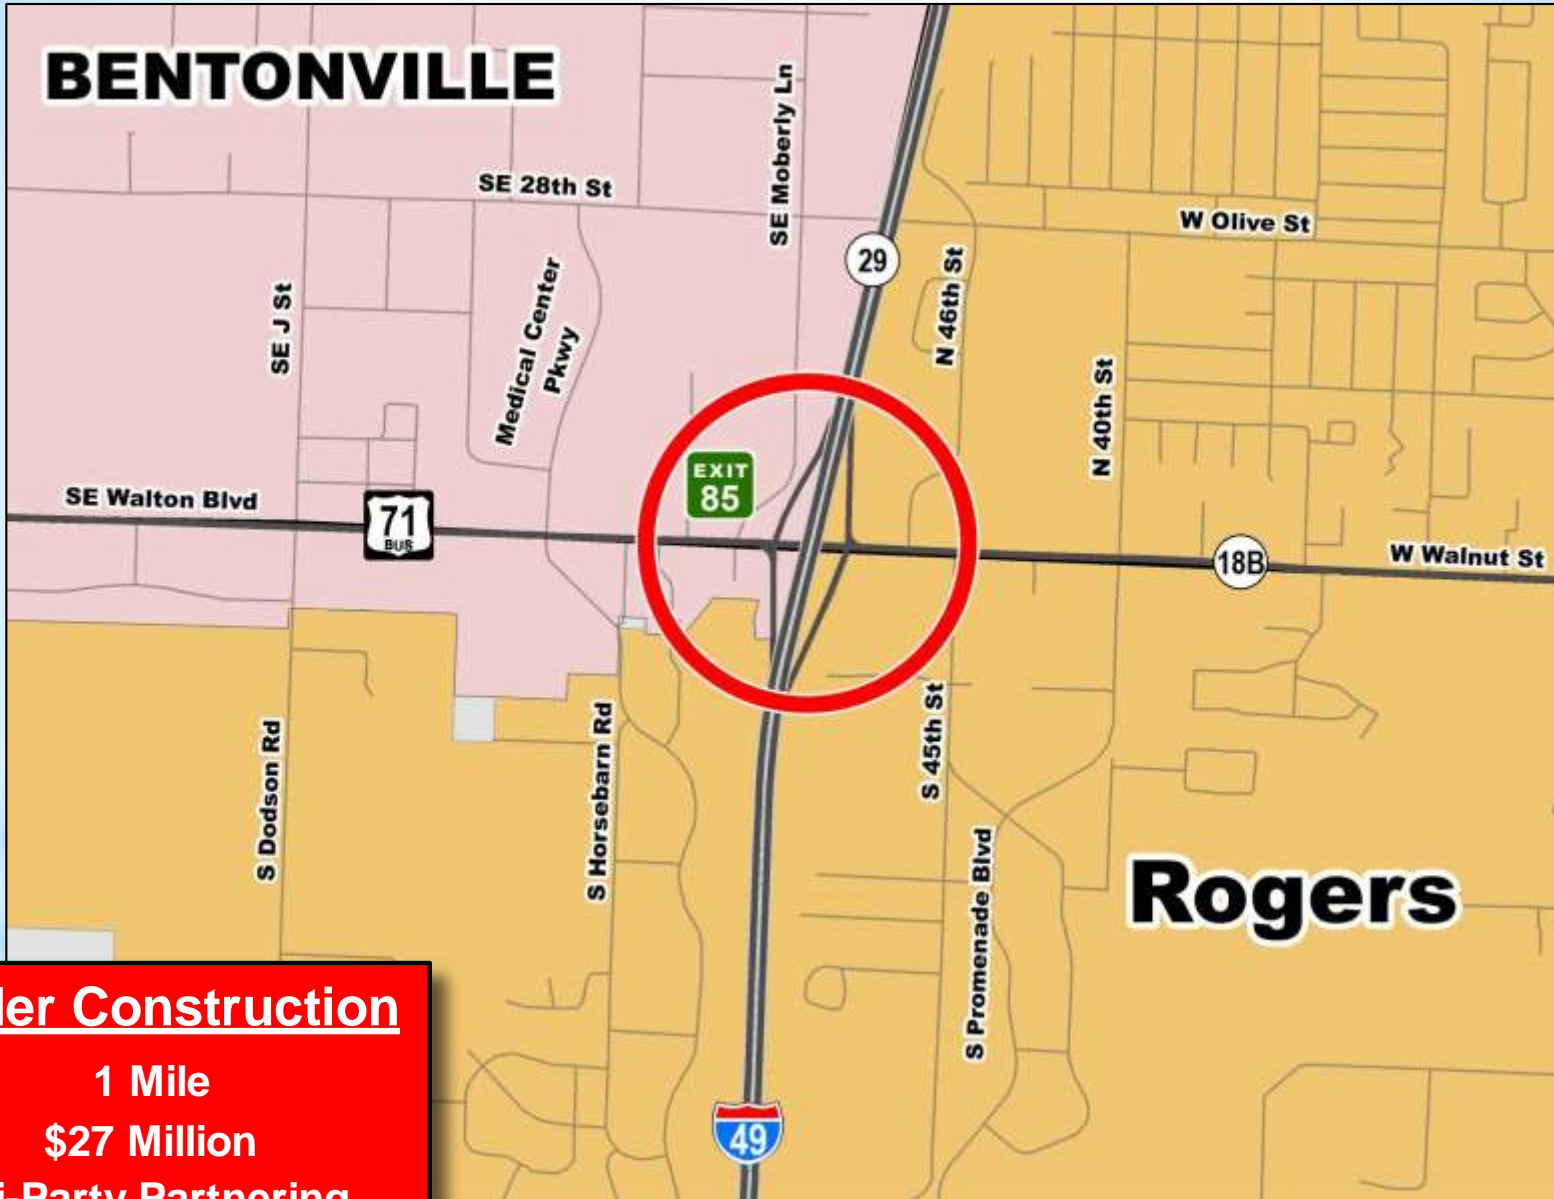 BENTONVILLE
SE Moberly Ln
SE 28th St
W Olive St
29
N 46th St
SE J St
Medical Center
Pkwy
N 40th St
EXIT
85
SE Walton Blvd
71
BUS
W Walnut St
18B
S 45th St
S Horsebarn Rd
S Dodson Rd
S Promenade Blvd
Rogers
Construction
1 Mile
$27 Million
-Party Partnering
49